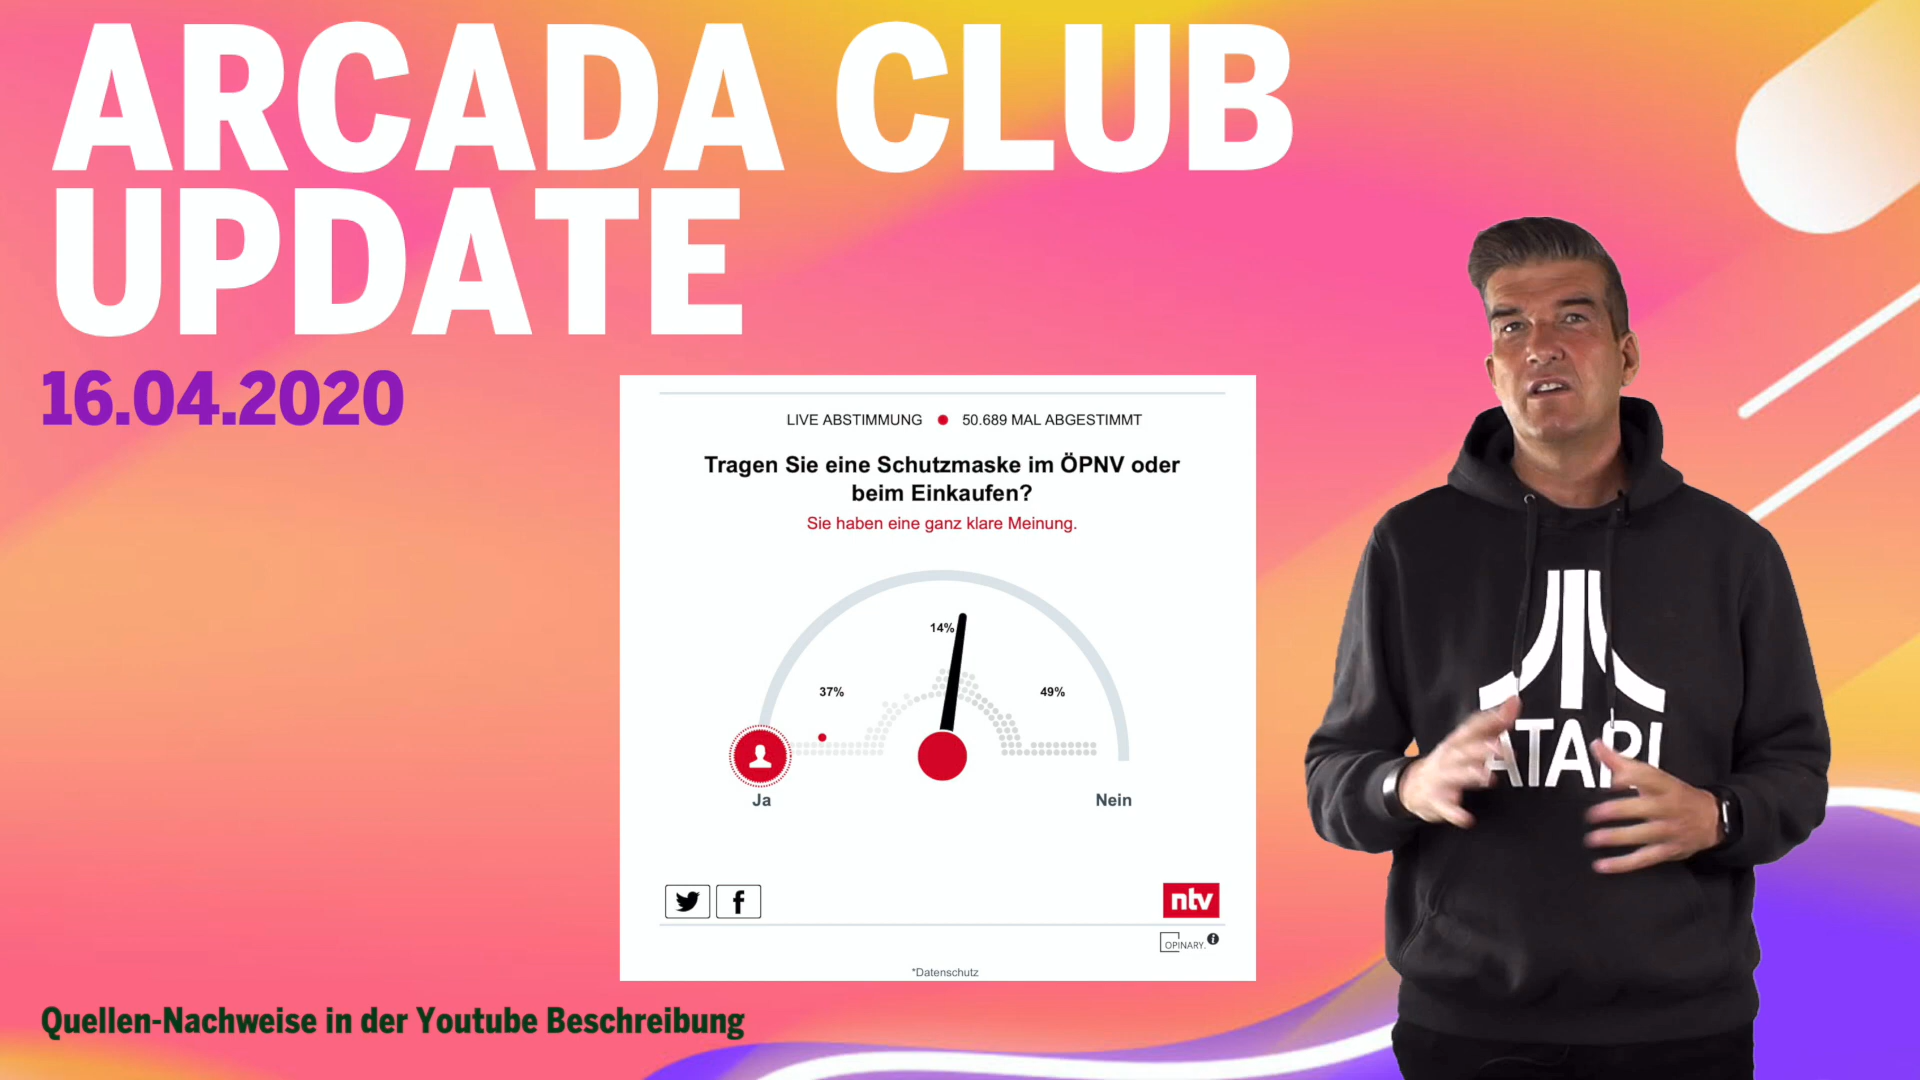 ARCADA CLUB
UPDATE
16.04.2020
LIVE ABSTIMMUNG ● 50.689 MAL ABGESTIMMT
Tragen Sie eine Schutzmaske im ÖPNV oder
beim Einkaufen?
Sie haben eine ganz klare Meinung.
14%
37%
49%
Ja
Nein
ATARI
ntv
OPINARY.
*Datenschutz
Quellen-Nachweise in der Youtube Beschreibung